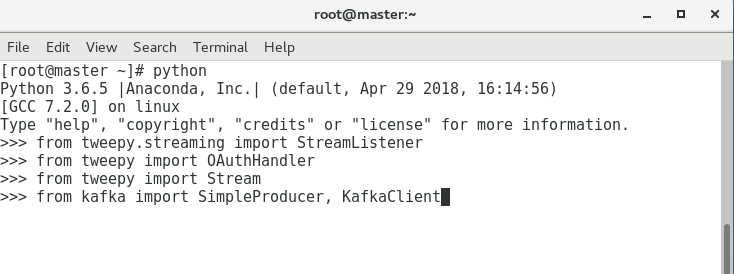 root@master:~
File Edit View Search Terminal Help
[root@master ~]# python
Python 3.6.5 |Anaconda, Inc.| (default, Apr 29 2018, 16:14:56)
[GCC 7.2.0] on linux
Type "help", "copyright", "credits" or "license" for more information.
>>> from tweepy.streaming import StreamListener
>>> from tweepy import OAuthHandler
>>> from tweepy import Stream
>>> from kafka import SimpleProducer, KafkaClient